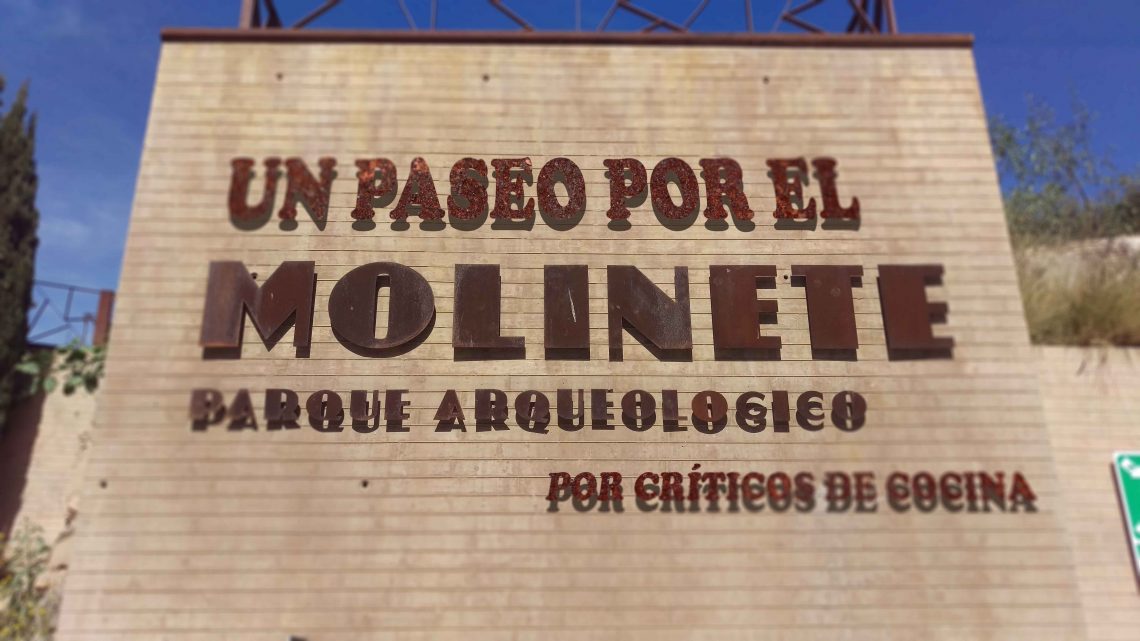 UN PASEO POR EL
MOLINETE
PARQUE ARQUEOLOGICO
POR CRÍTICOS DE COCINA